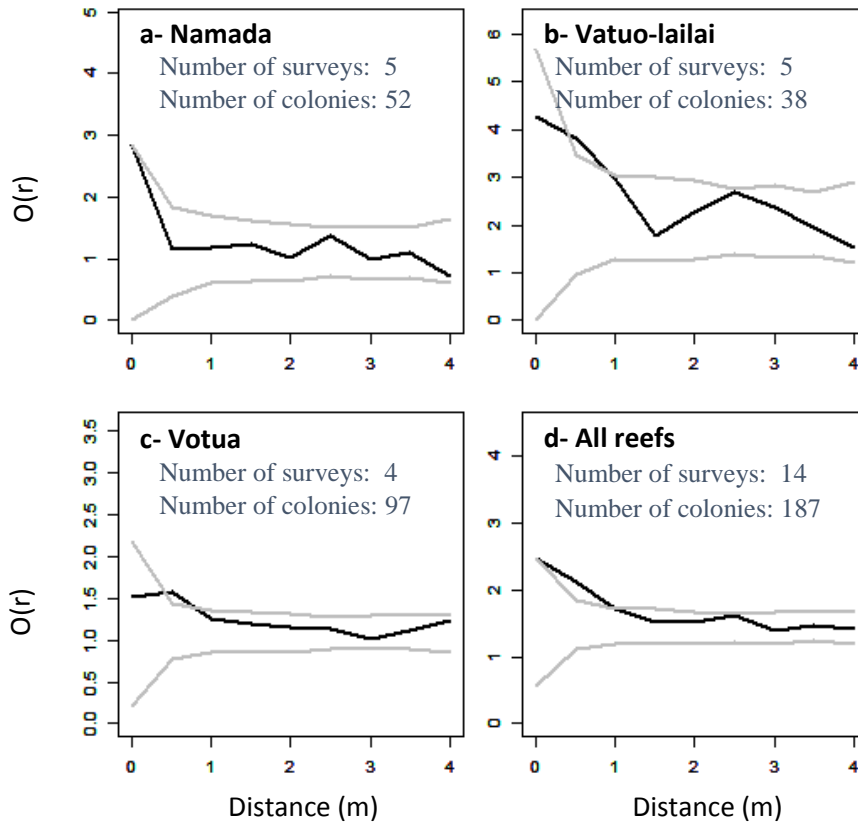 a- Namada
Number of surveys: 5
Number of colonies: 52
O(r)
5
4
3
2
1
0
0 1 2 3 4
b- Vatuo-lailai
Number of surveys: 5
Number of colonies: 38
6
5
4
3
2
1
0
0 1 2 3 4
c- Votua
Number of surveys: 4
Number of colonies: 97
O(r)
3.5
3.0
2.5
2.0
1.5
1.0
0.5
0.0
0 1 2 3 4
Distance (m)
d- All reefs
Number of surveys: 14
Number of colonies: 187
4
3
2
1
0
0 1 2 3 4
Distance (m)